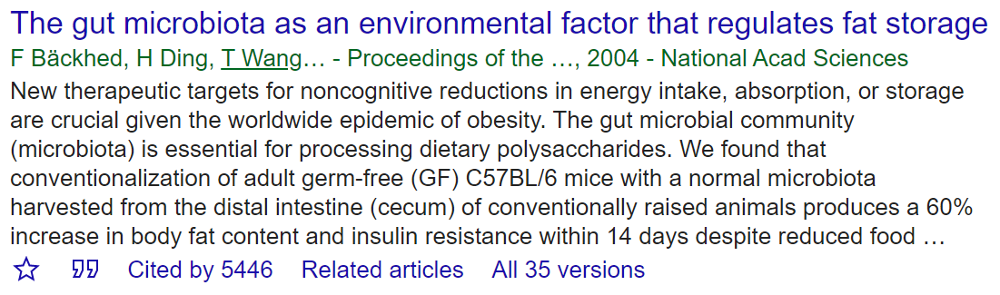 The gut microbiota as an environmental factor that regulates fat storage
F Bäckhed, H Ding, T Wang… - Proceedings of the …, 2004 - National Acad Sciences
New therapeutic targets for noncognitive reductions in energy intake, absorption, or storage
are crucial given the worldwide epidemic of obesity. The gut microbial community
(microbiota) is essential for processing dietary polysaccharides. We found that
conventionalization of adult germ-free (GF) C57BL/6 mice with a normal microbiota
harvested from the distal intestine (cecum) of conventionally raised animals produces a 60%
increase in body fat content and insulin resistance within 14 days despite reduced food …
Cited by 5446 Related articles All 35 versions